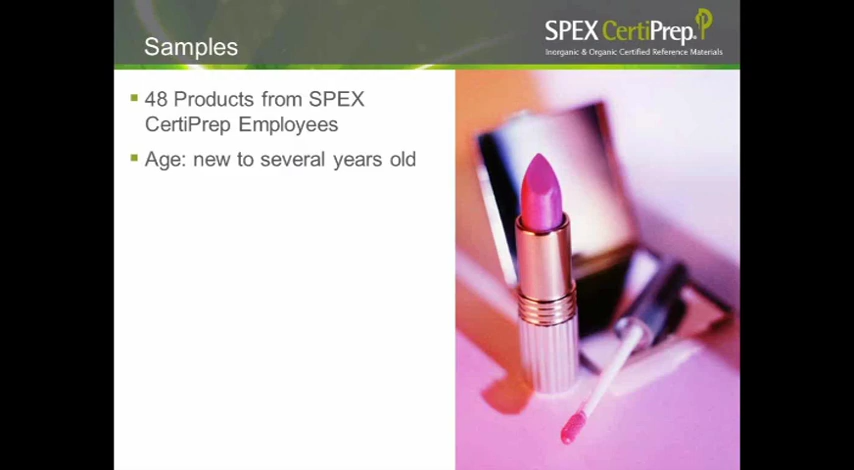 Samples
SPEX CertiPrep.
Inorganic & Organic Certified Reference Materials
48 Products from SPEX
CertiPrep Employees
Age: new to several years old